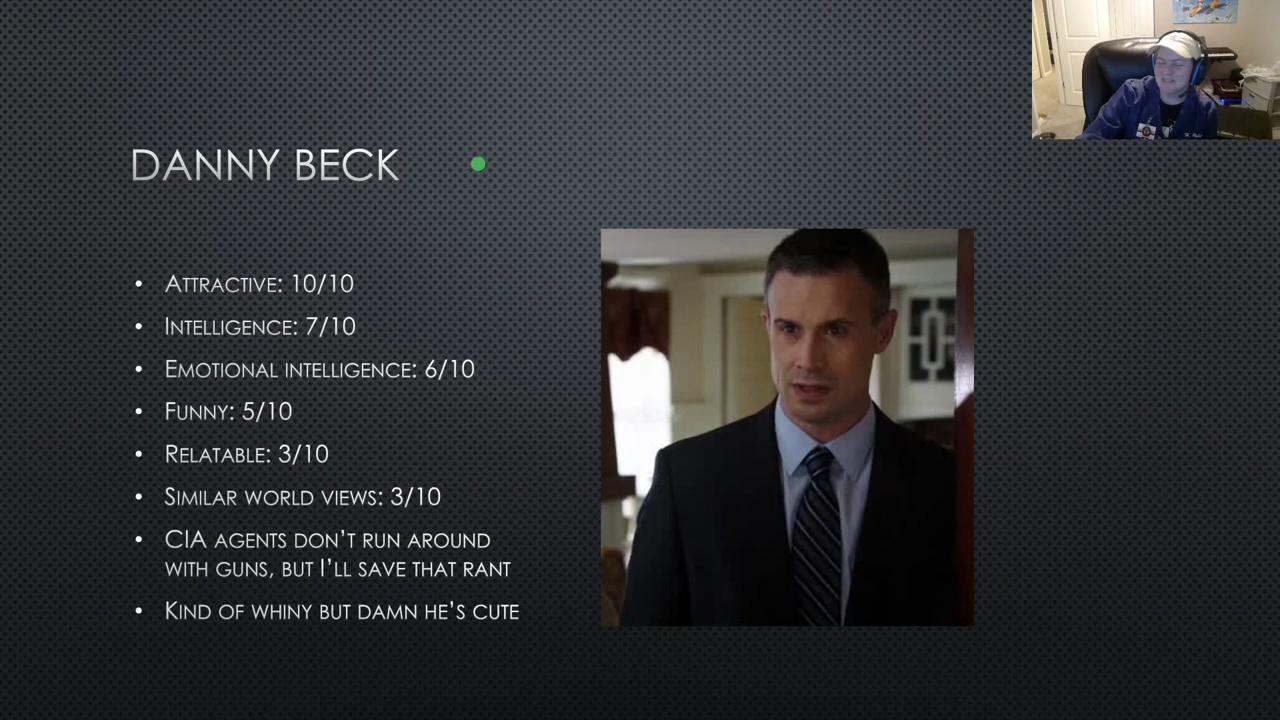 DANNY BECK
• ATTRACTIVE: 10/10
• INTELLIGENCE: 7/10
• EMOTIONAL INTELLIGENCE: 6/10
• FUNNY: 5/10
• RELATABLE: 3/10
• SIMILAR WORLD VIEWS: 3/10
• CIA AGENTS DON'T RUN AROUND
WITH GUNS, BUT I'LL SAVE THAT RANT
• KIND OF WHINY BUT DAMN HE'S CUTE